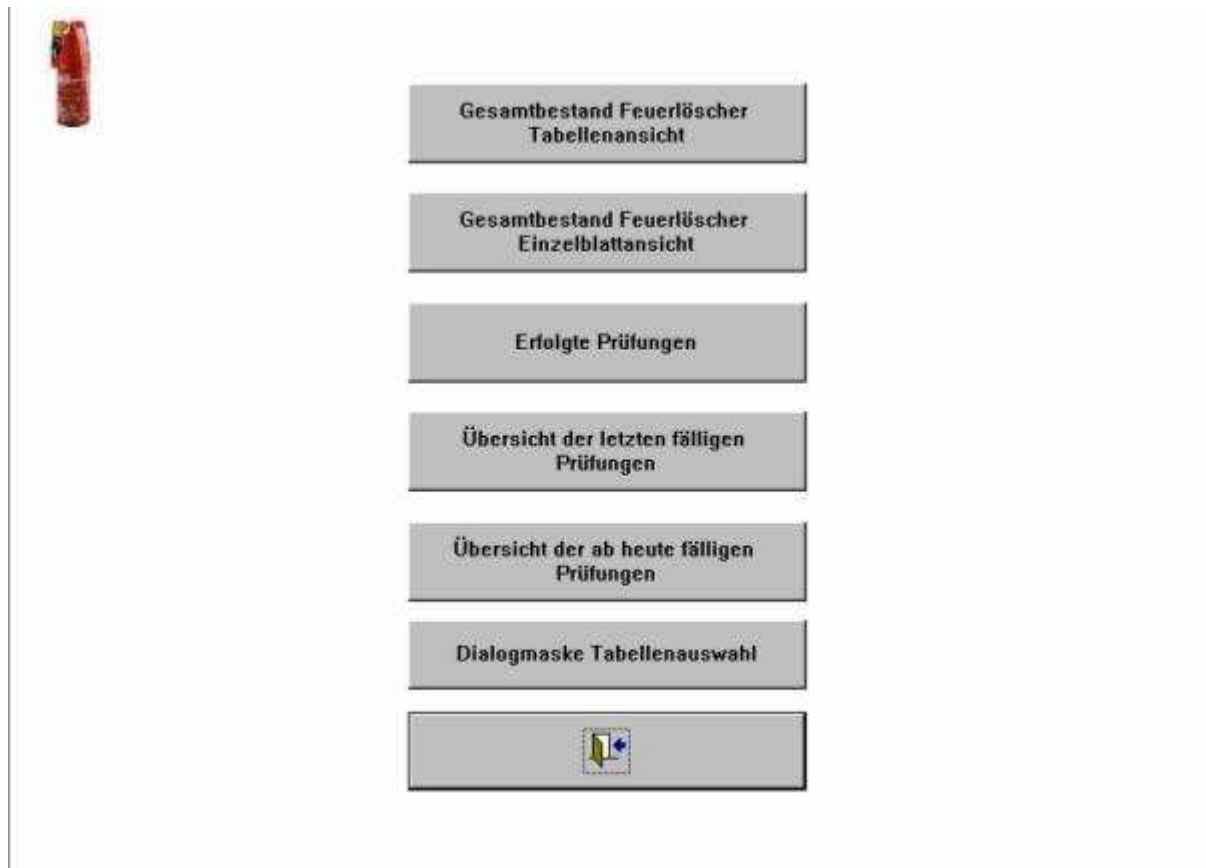 Gesamtbestand Feuerlöscher
Tabellenansicht
Gesamtbestand Feuerlöscher
Einzelblattansicht
Erfolgte Prüfungen
Übersicht der letzten fälligen
Prüfungen
Übersicht der ab heute fälligen
Prüfungen
Dialogmaske Tabellenauswahl